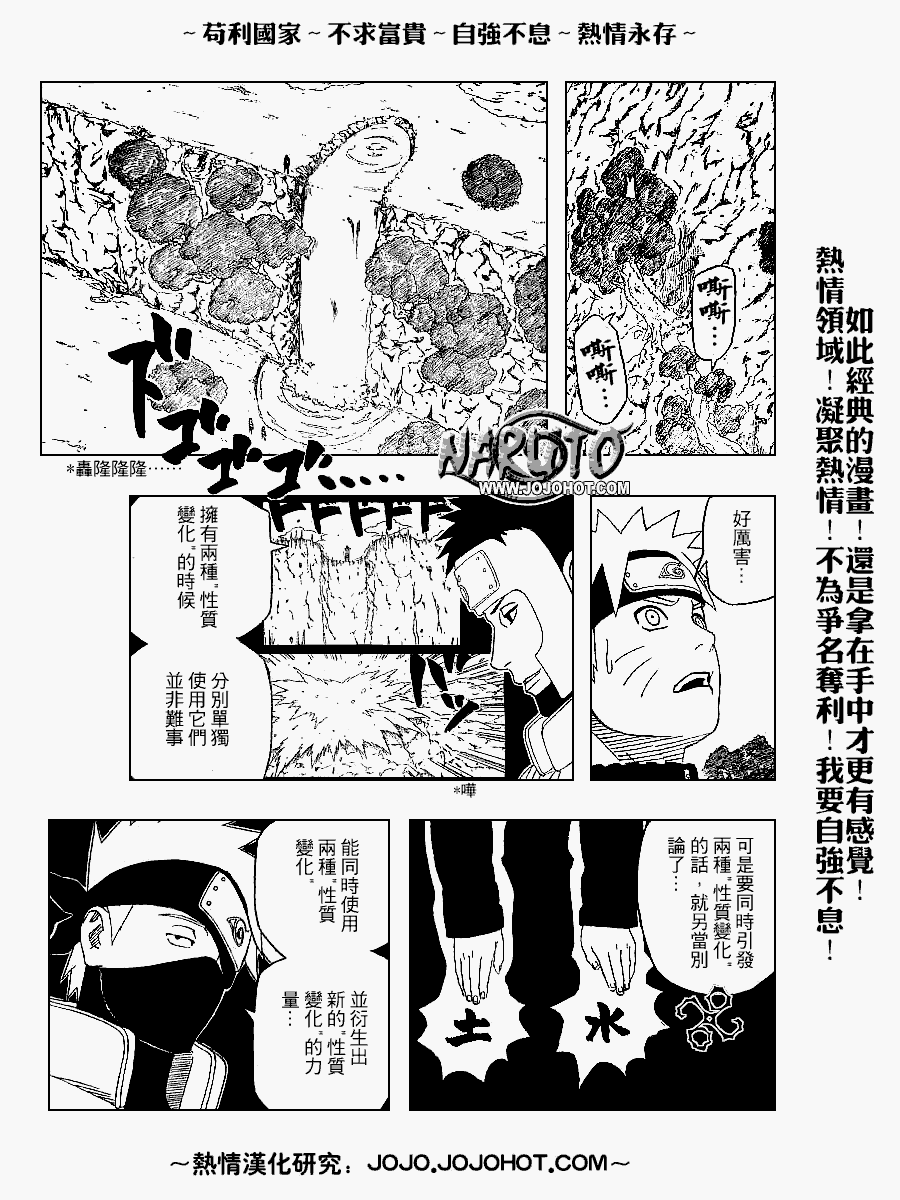 ～苟利國家～不求富貴～自強不息～熱情永存～
嘶
嘶…
嘶
嘶…
ドゴゴゴ…
*轟隆隆隆……
NARUTO
WWW.JOJOHOT.COM
如此經典的漫畫！還是拿在手中才更有感覺！
熱情領域！凝聚熱情！不為爭名奪利！我要自強不息！
好厲害…
擁有兩種“性質
變化”的時候
ドドドドド
分別單獨
使用它們
並非難事
*嘩
可是要同時引發
兩種“性質變化”
的話，就另當別
論了…
水
土
能同時使用
兩種“性質
變化”
並衍生出
新的“性質
變化”的力
量…
～熱情漢化研究：JOJO.JOJOHOT.COM～